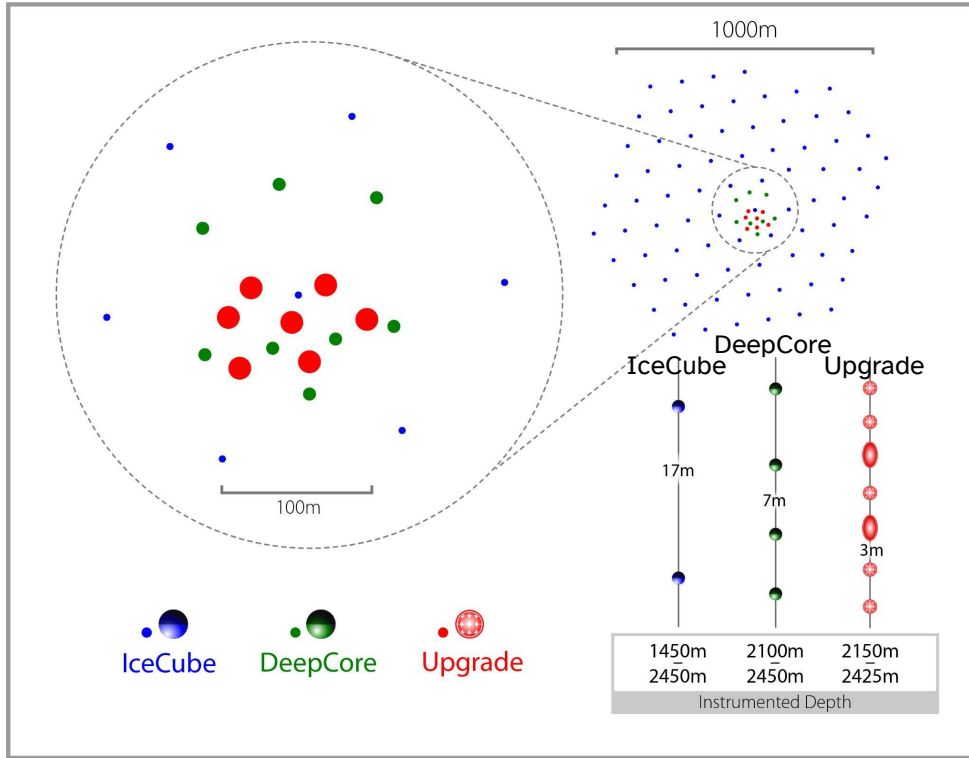 1000m
100m
IceCube
DeepCore
Upgrade
17m
7m
3m
1450m
–
2450m
2100m
–
2450m
2150m
–
2425m
Instrumented Depth
IceCube
DeepCore
Upgrade